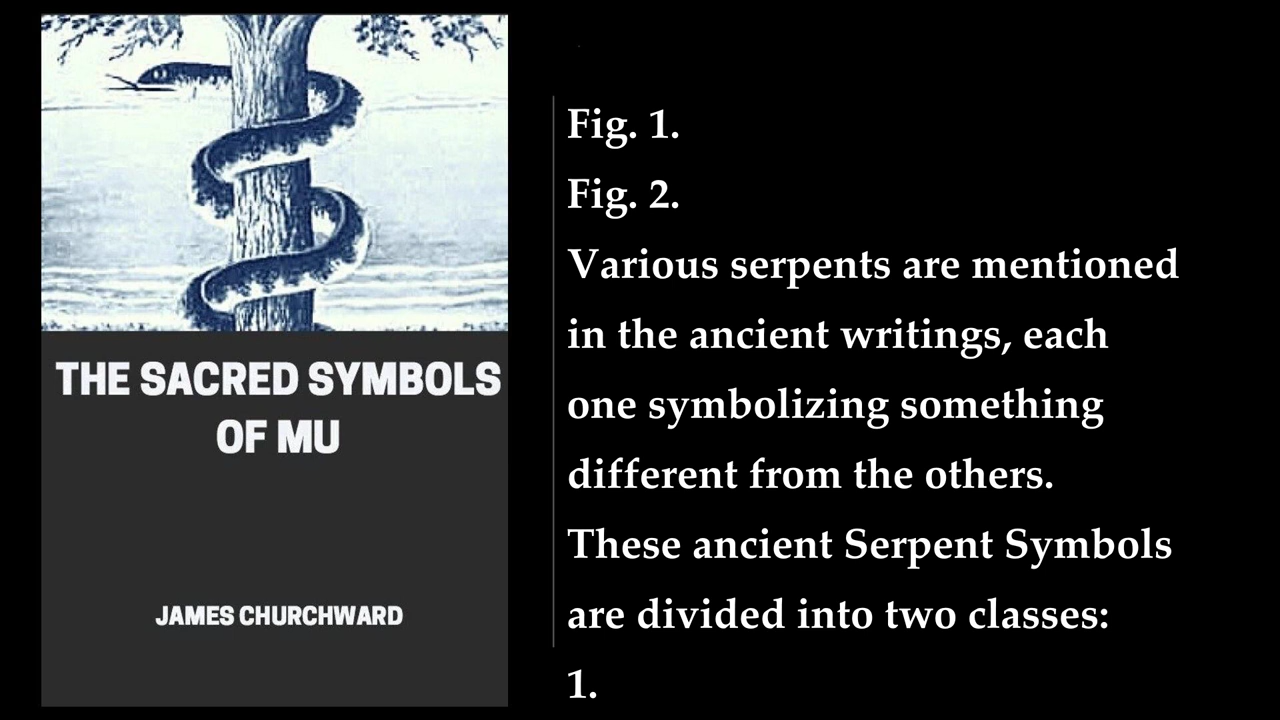 THE SACRED SYMBOLS
OF MU
JAMES CHURCHWARD
Fig. 1.
Fig. 2.
Various serpents are mentioned
in the ancient writings, each
one symbolizing something
different from the others.
These ancient Serpent Symbols
are divided into two classes:
1.